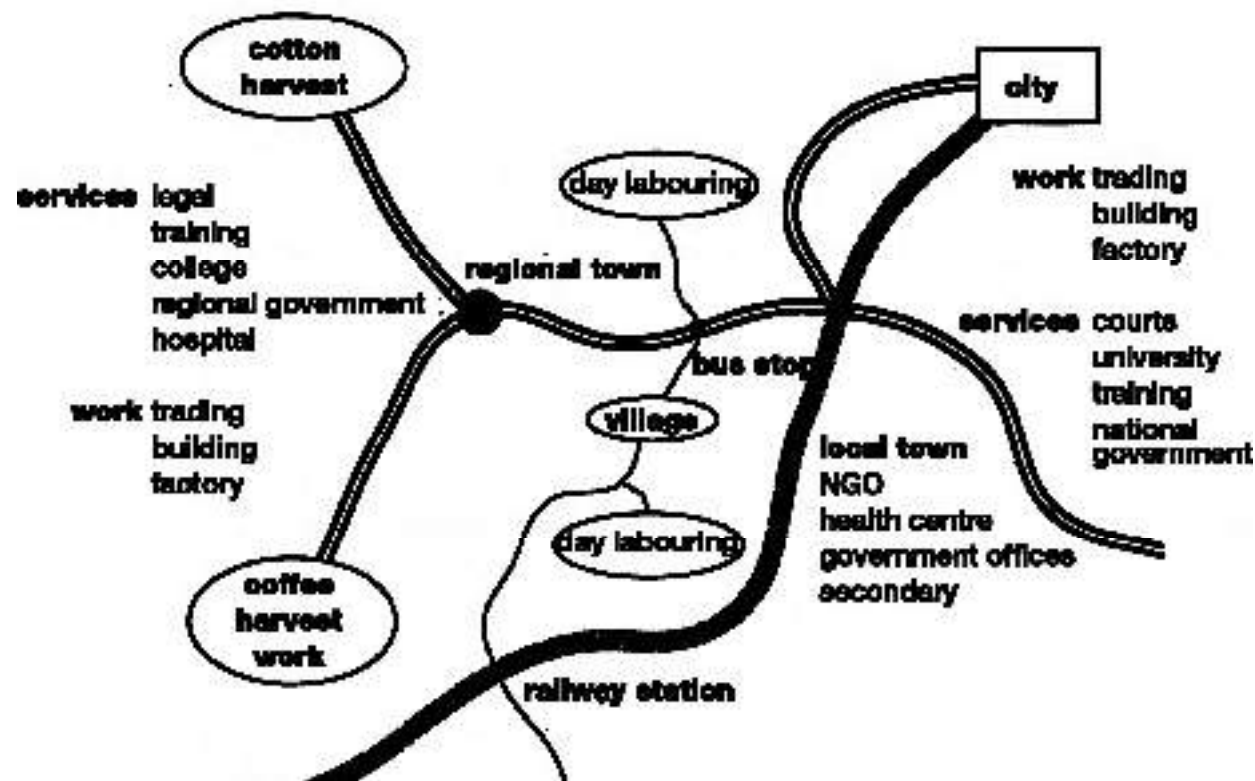 cotton
harvest
city
day labouring
services legal
training
college
regional government
hospital
work trading
building
factory
regional town
work trading
building
factory
services courts
university
training
national
government
bus stop
village
local town
NGO
health centre
government offices
secondary
day labouring
coffee
harvest
work
railway station